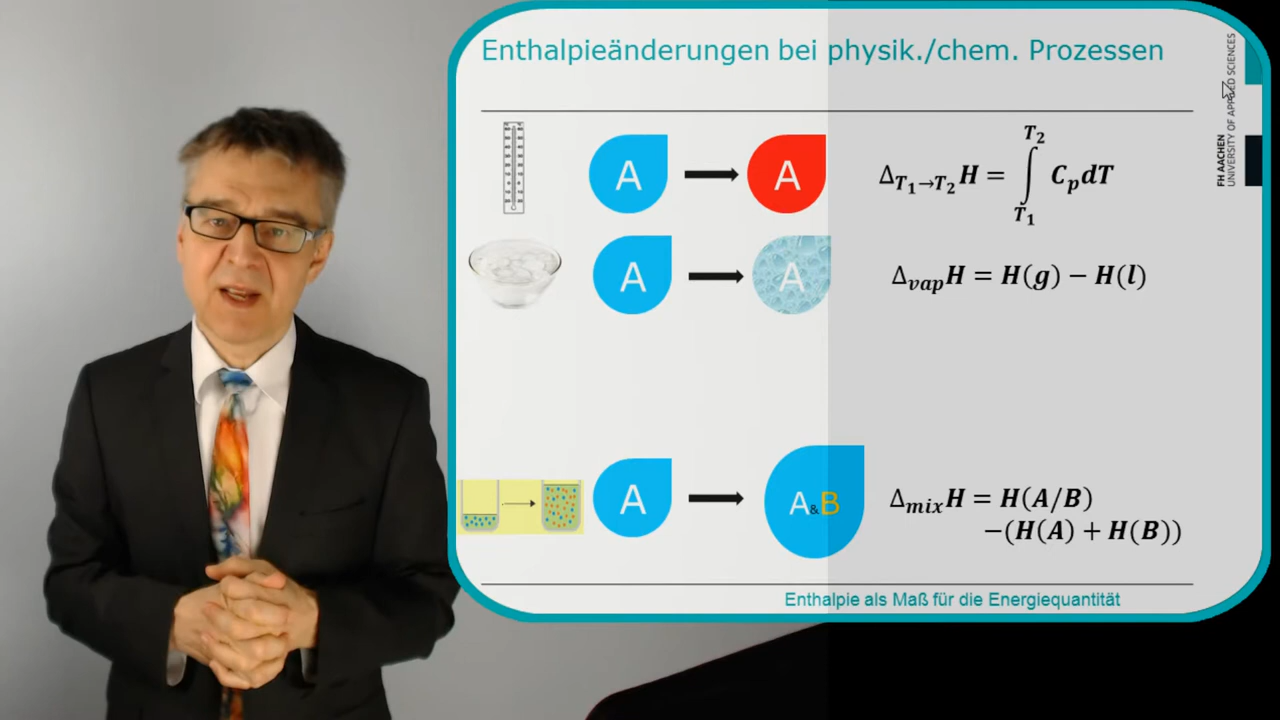 Enthalpieänderungen bei physik./chem. Prozessen
FH AACHEN
UNIVERSITY OF APPLIED SCIENCES
A A
Δ_{T₁→T₂}H = ∫_{T₁}^{T₂} C_p dT
A A
Δ_{vap}H = H(g) − H(l)
A A&B
Δ_{mix}H = H(A/B)
−(H(A) + H(B))
Enthalpie als Maß für die Energiequantität